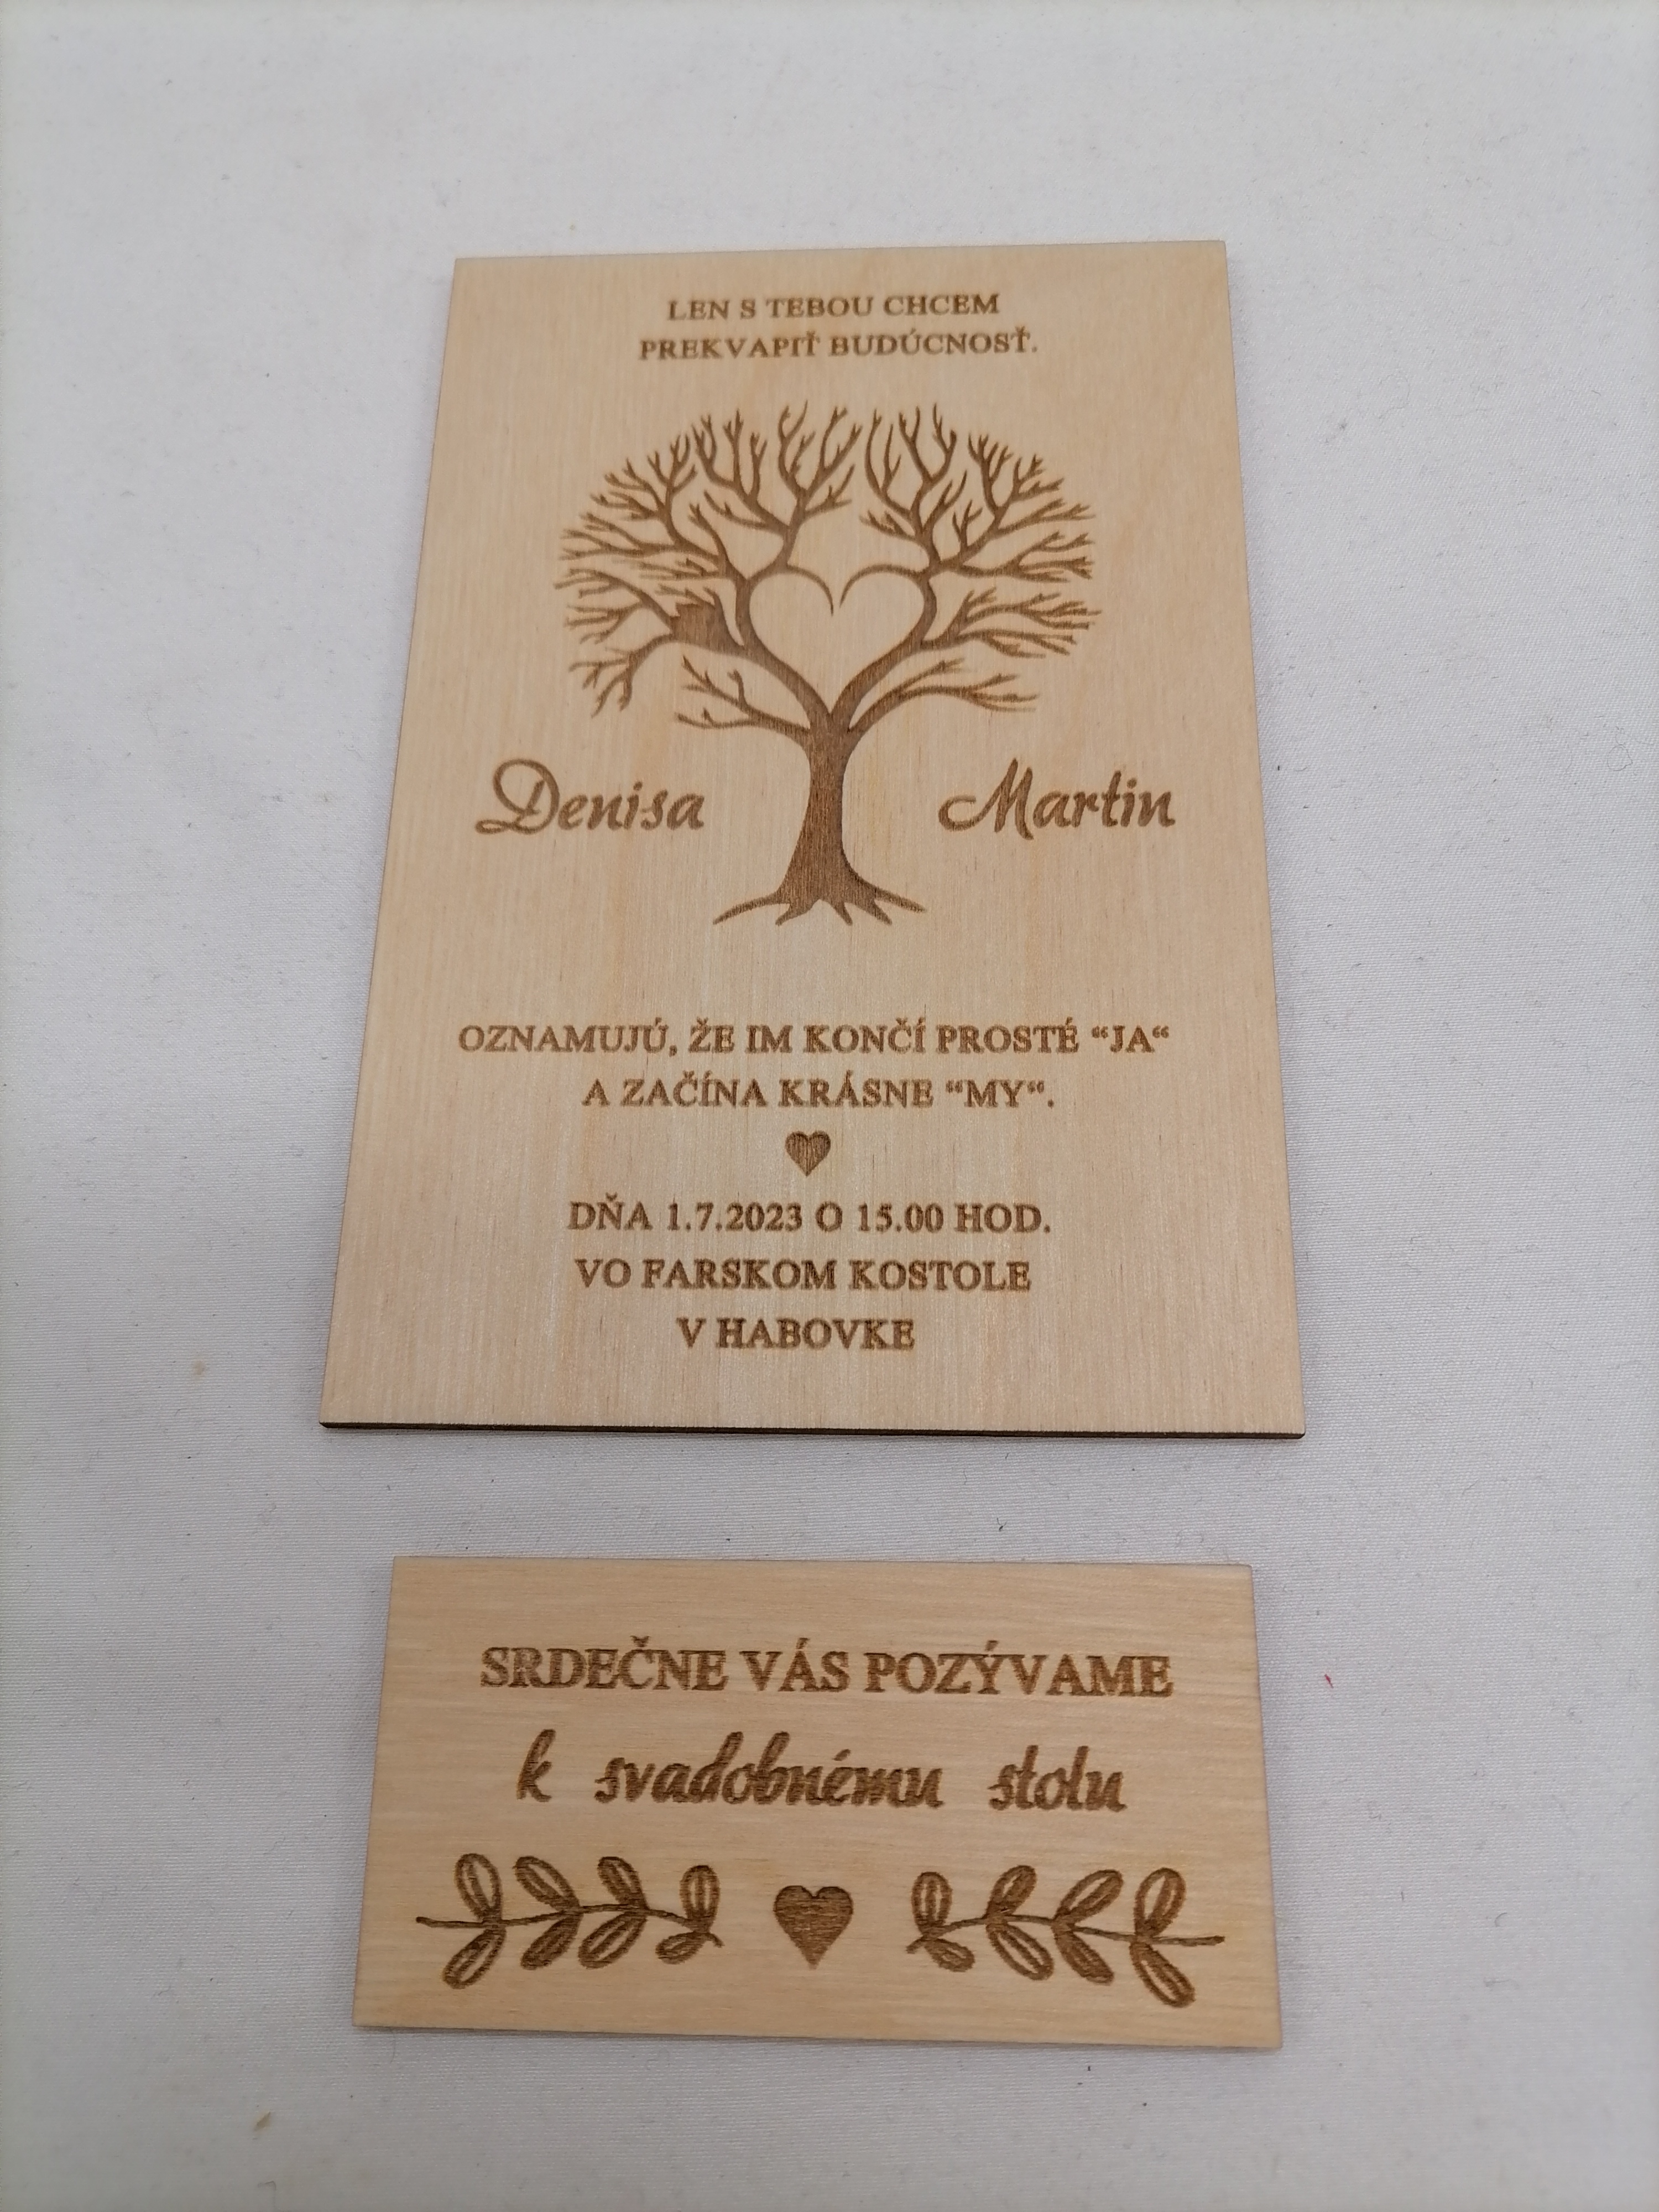 LEN S TEBOU CHCEM
PREKVAPIŤ BUDÚCNOSŤ.
Denisa Martin
OZNAMUJÚ, ŽE IM KONČÍ PROSTÉ “JA“
A ZAČÍNA KRÁSNE “MY“.
DŇA 1.7.2023 O 15.00 HOD.
VO FARSKOM KOSTOLE
V HABOVKE
SRDEČNE VÁS POZÝVAME
k svadobnému stolu